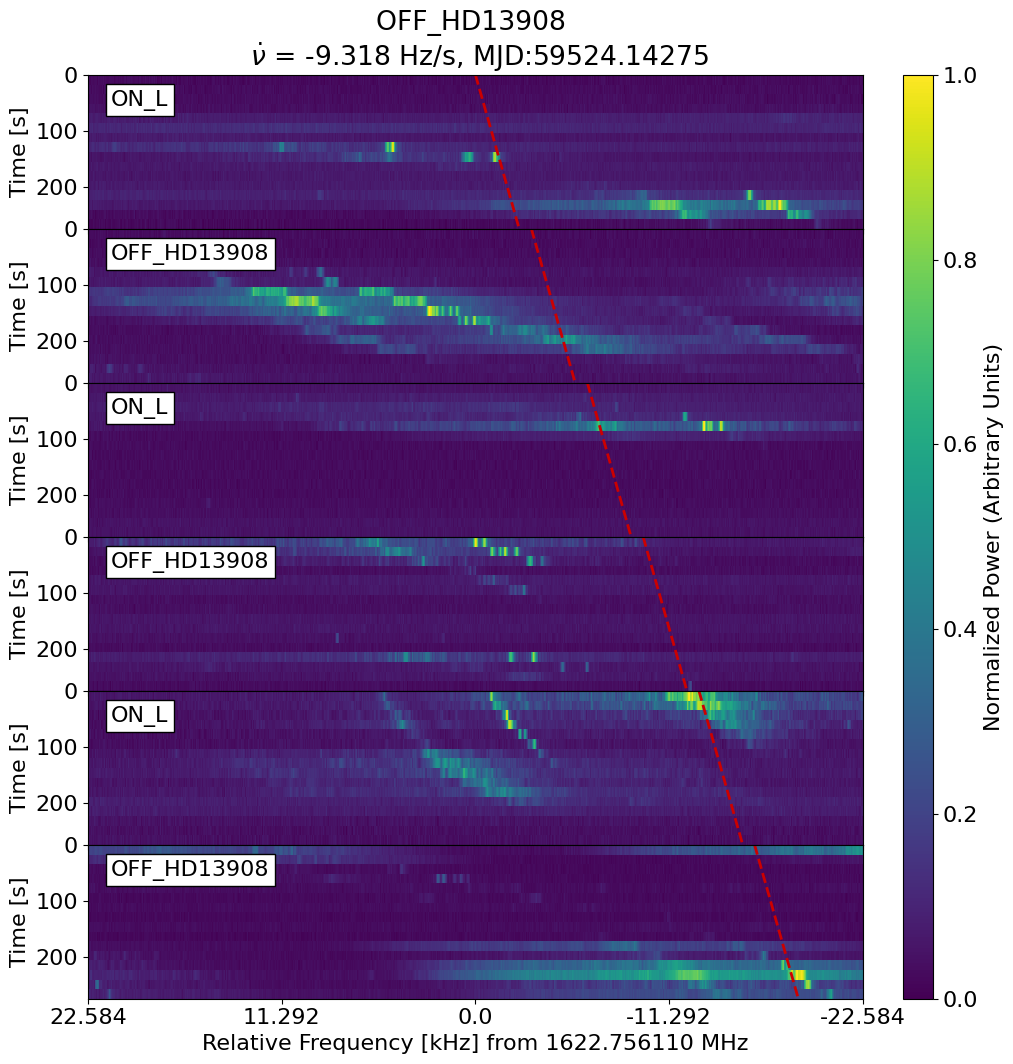 OFF_HD13908
ν̇ = -9.318 Hz/s, MJD:59524.14275
0
ON_L
100
200
Time [s]
0
OFF_HD13908
100
200
Time [s]
0
ON_L
100
200
Time [s]
0
OFF_HD13908
100
200
Time [s]
0
ON_L
100
200
Time [s]
0
OFF_HD13908
100
200
Time [s]
22.584 11.292 0.0 -11.292 -22.584
Relative Frequency [kHz] from 1622.756110 MHz
1.0
0.8
0.6
0.4
0.2
0.0
Normalized Power (Arbitrary Units)